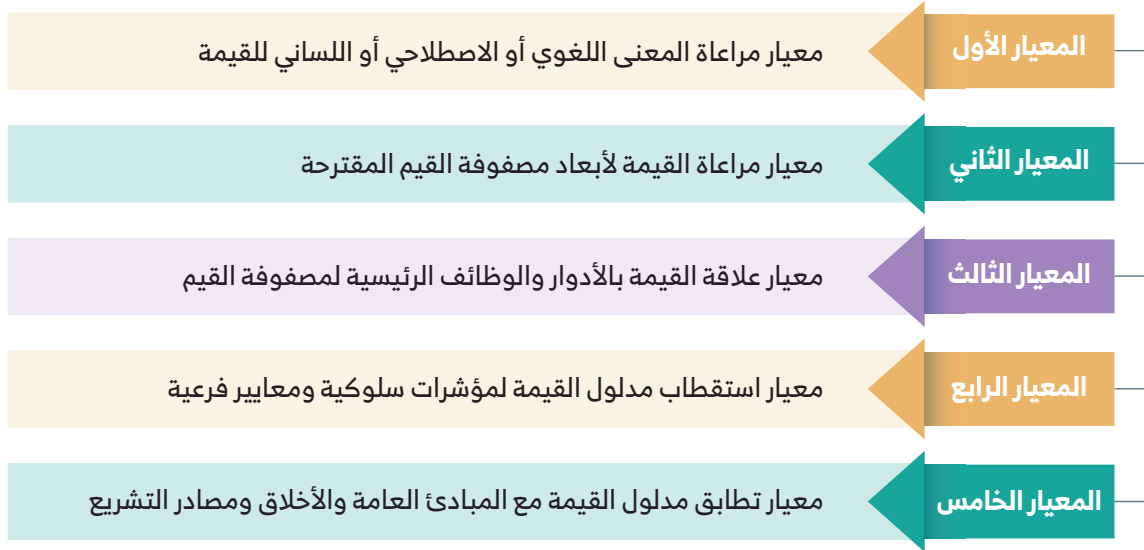 المعيار الأول
معيار مراعاة المعنى اللغوي أو الاصطلاحي أو اللساني للقيمة
المعيار الثاني
معيار مراعاة القيمة لأبعاد مصفوفة القيم المقترحة
المعيار الثالث
معيار علاقة القيمة بالأدوار والوظائف الرئيسية لمصفوفة القيم
المعيار الرابع
معيار استقطاب مدلول القيمة لمؤشرات سلوكية ومعايير فرعية
المعيار الخامس
معيار تطابق مدلول القيمة مع المبادئ العامة والأخلاق ومصادر التشريع